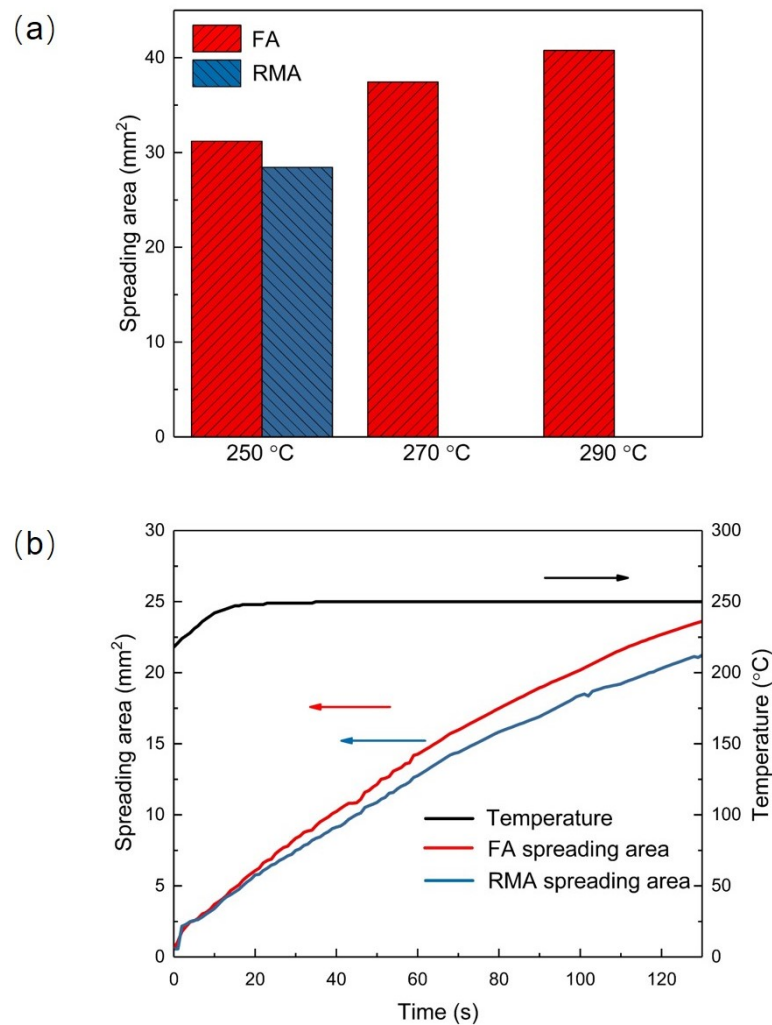 (a)
FA
RMA
Spreading area (mm²)
40
30
20
10
0
250 °C 270 °C 290 °C
(b)
Spreading area (mm²)
30
25
20
15
10
5
0
300
250
200
150
100
50
0
Temperature (°C)
Temperature
FA spreading area
RMA spreading area
0 20 40 60 80 100 120
Time (s)